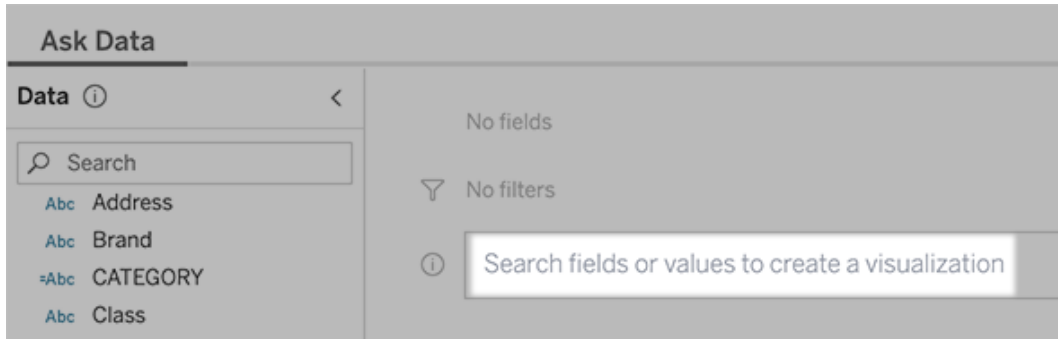 Ask Data
Data
Search
Abc Address
Abc Brand
=Abc CATEGORY
Abc Class
No fields
No filters
Search fields or values to create a visualization